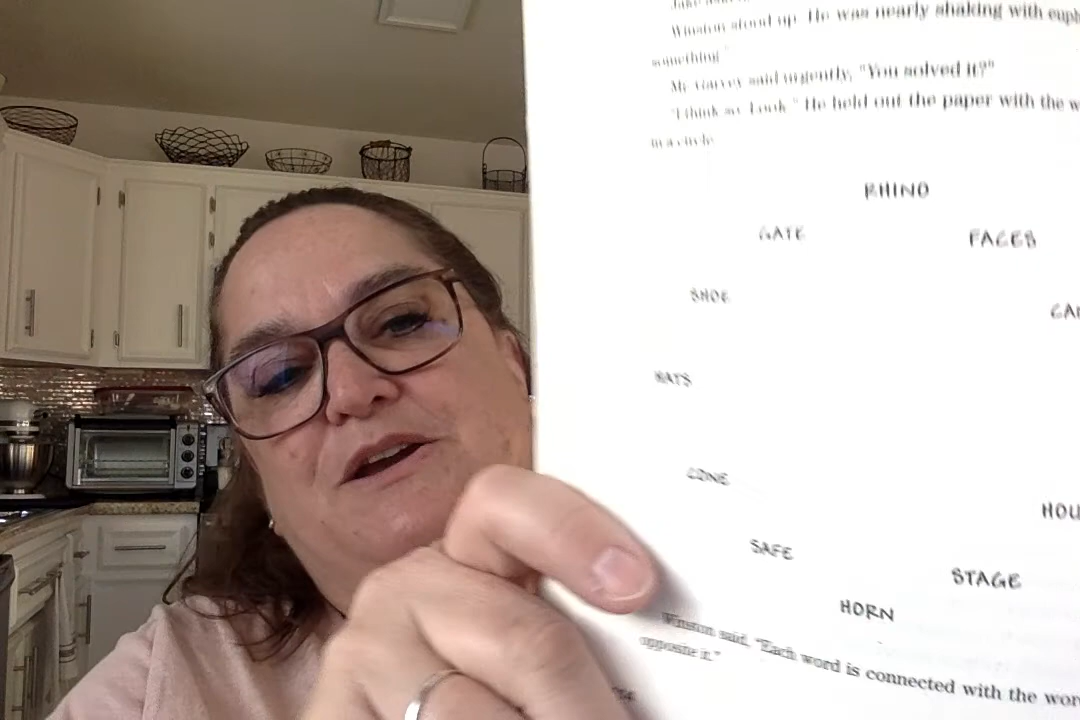 Winston stood up. He was nearly shaking with
something."
Mr. Garvey said urgently, "You solved it?"
"I think so. Look." He held out the paper with the
in a circle.
RHINO
GATE FACES
SHOE
HATS
CONE
HOU
SAFE
STAGE
HORN
Winston said, "Each word is connected with the
opposite it."